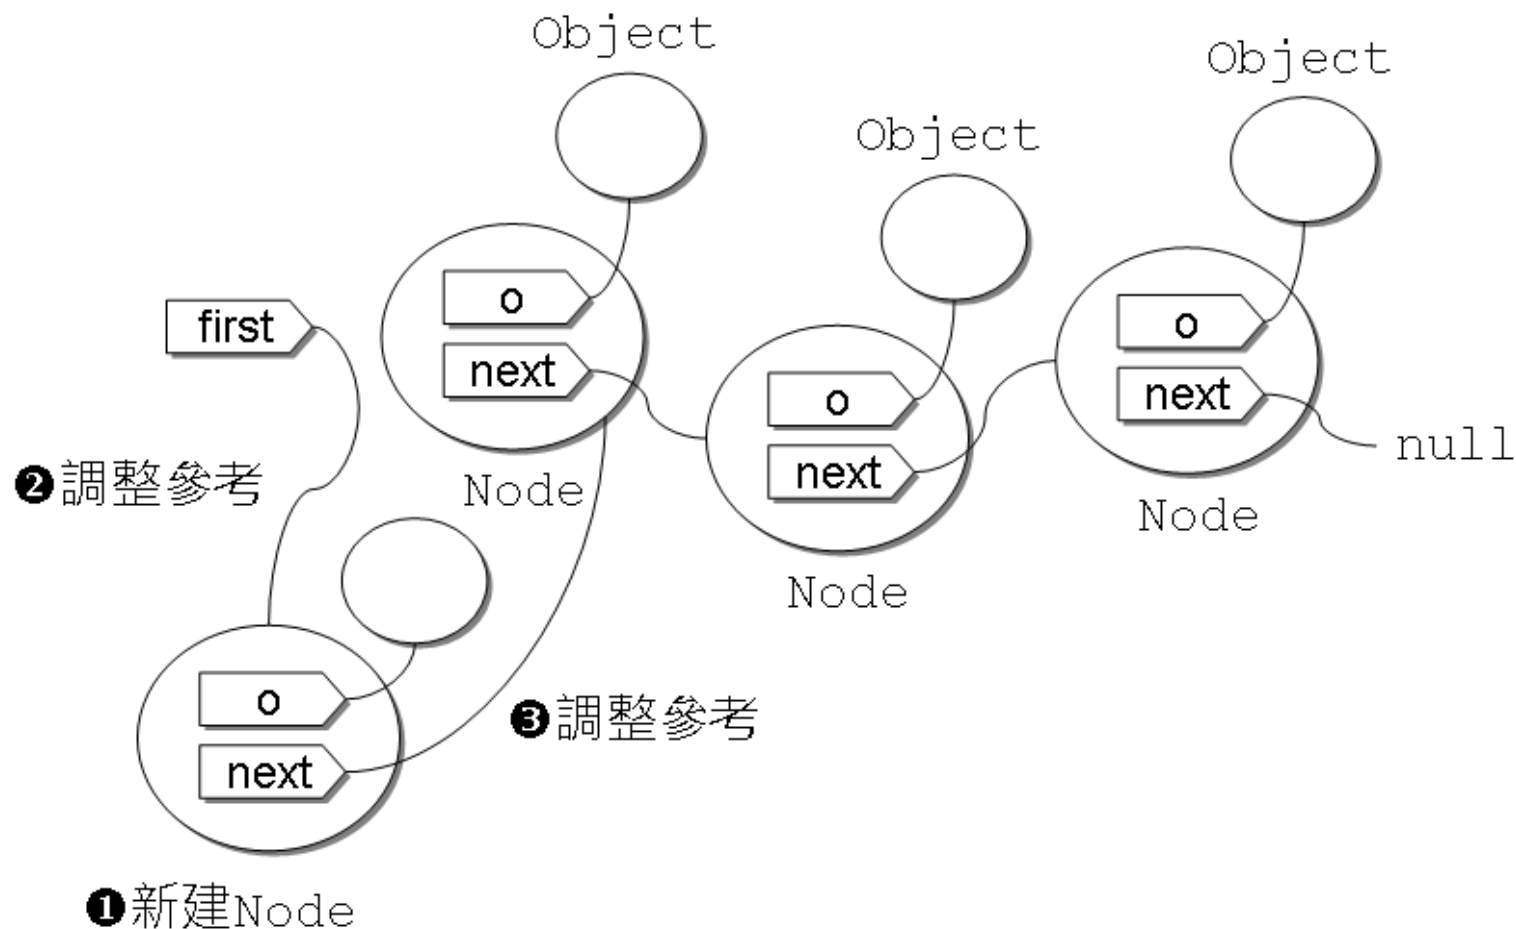 Object
Object
Object
o
next
first
o
next
o
next
null
❷調整參考
Node
Node
Node
o
next
❸調整參考
❶新建Node